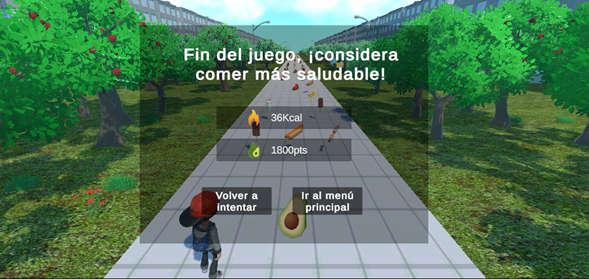 Fin del juego, ¡considera
comer más saludable!
36Kcal
1800pts
Volver a
intentar
Ir al menú
principal